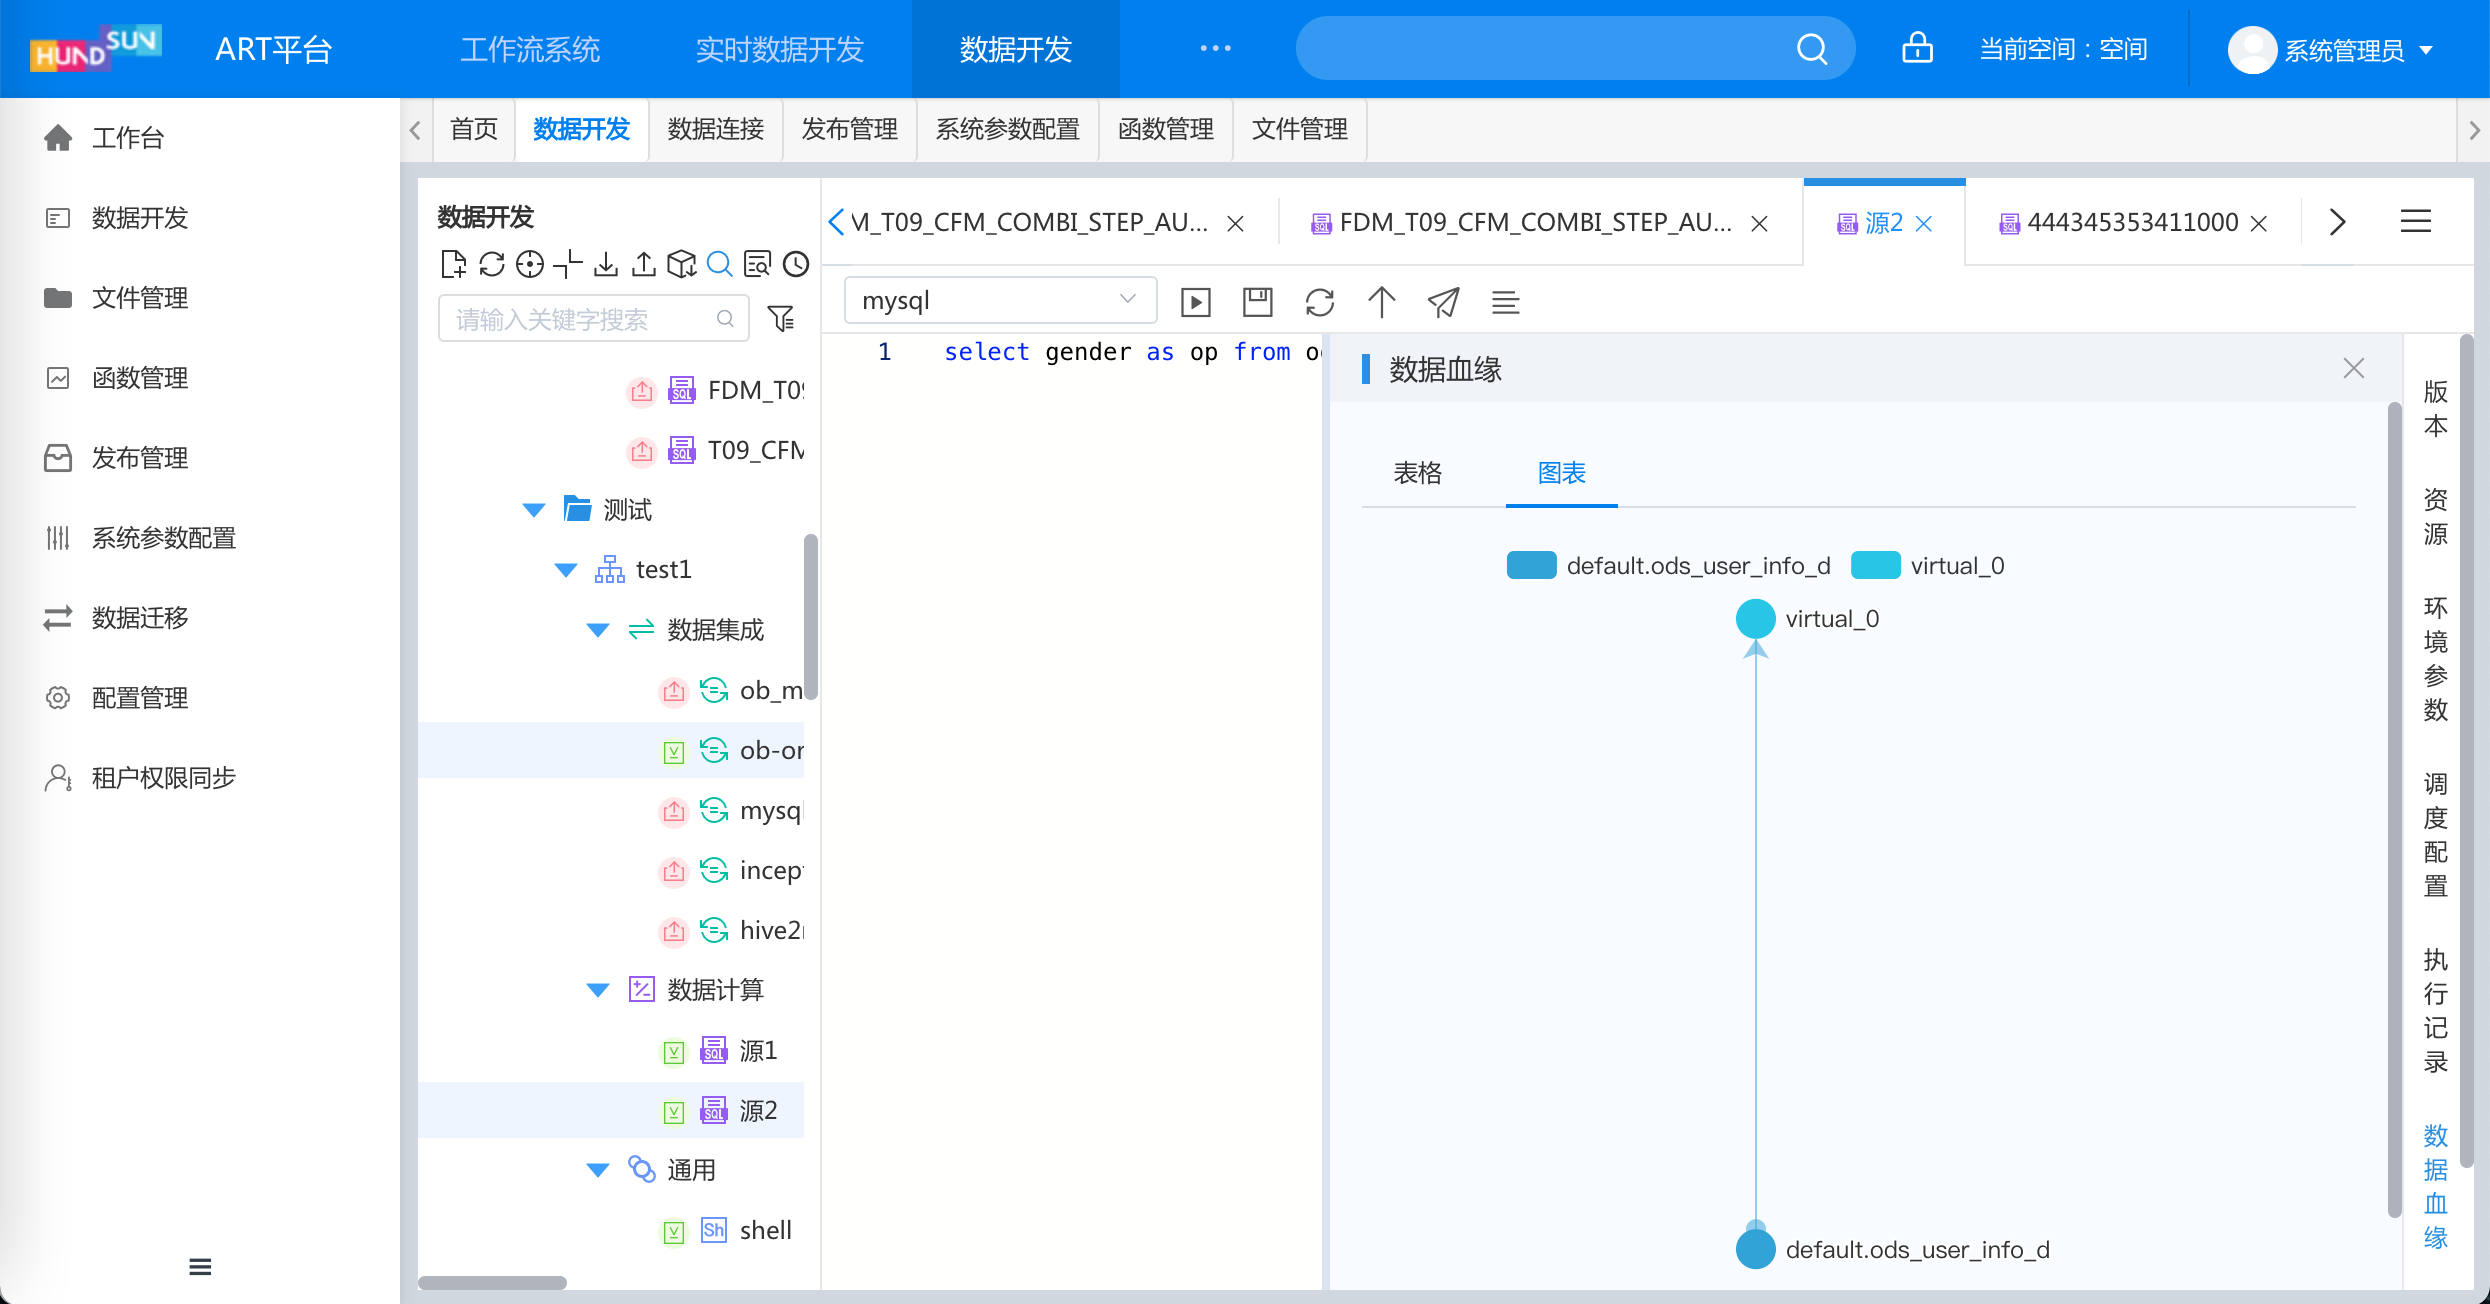 HUNDSUN
ART平台
工作流系统
实时数据开发
数据开发
当前空间：空间
系统管理员
工作台
数据开发
文件管理
函数管理
发布管理
系统参数配置
数据迁移
配置管理
租户权限同步
首页
数据开发
数据连接
发布管理
系统参数配置
函数管理
文件管理
数据开发
请输入关键字搜索
FDM_T09
T09_CFM
测试
test1
数据集成
ob_m
ob-or
mysql
incep
hive2
数据计算
SQL 源1
SQL 源2
通用
Sh shell
M_T09_CFM_COMBI_STEP_AU...
FDM_T09_CFM_COMBI_STEP_AU...
源2
444345353411000
mysql
1 select gender as op from o
数据血缘
表格
图表
default.ods_user_info_d
virtual_0
virtual_0
default.ods_user_info_d
版本
资源
环境参数
调度配置
执行记录
数据血缘